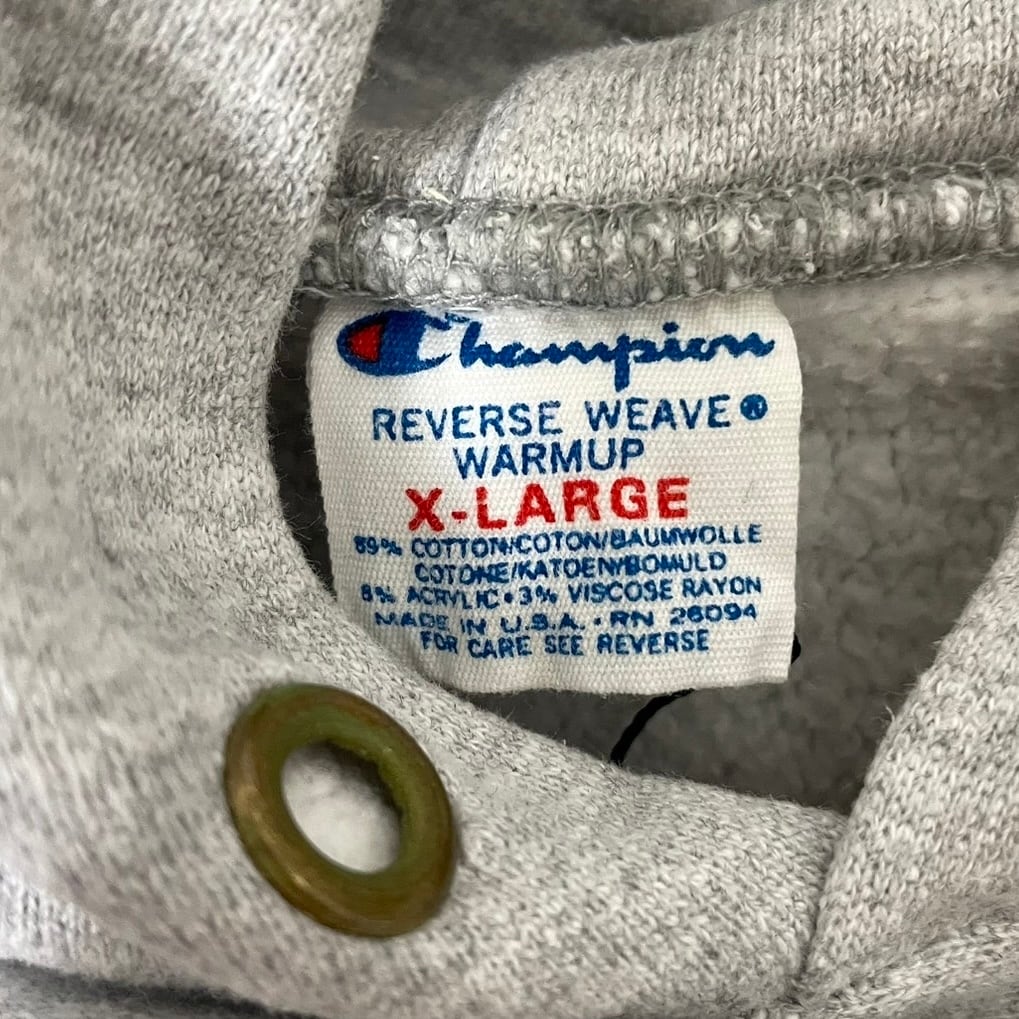 Champion
REVERSE WEAVE®
WARMUP
X-LARGE
89% COTTON/COTON/BAUMWOLLE
COTONE/KATOEN/BOMULD
8% ACRYLIC • 3% VISCOSE RAYON
MADE IN U.S.A. • RN 26094
FOR CARE SEE REVERSE